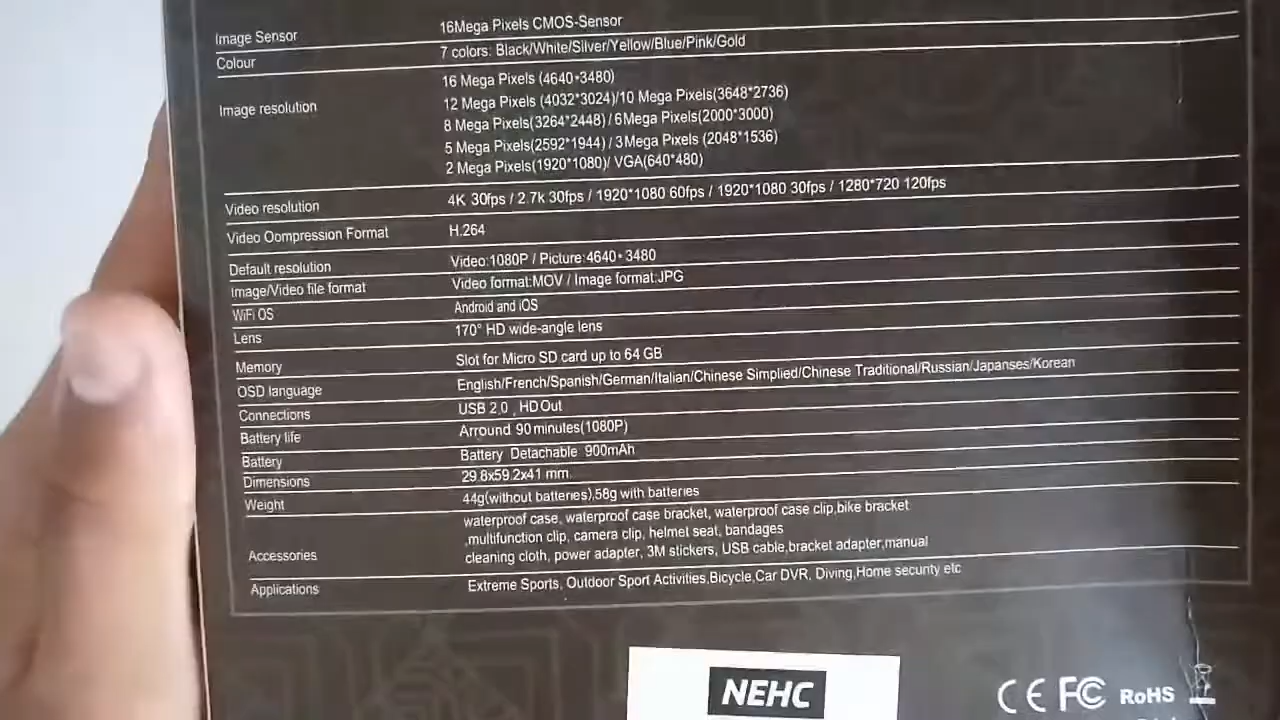 Image Sensor 16Mega Pixels CMOS-Sensor
Colour 7 colors: Black/White/Silver/Yellow/Blue/Pink/Gold
Image resolution 16 Mega Pixels (4640*3480)
12 Mega Pixels (4032*3024)/10 Mega Pixels(3648*2736)
8 Mega Pixels(3264*2448) / 6Mega Pixels(2000*3000)
5 Mega Pixels(2592*1944) / 3Mega Pixels (2048*1536)
2 Mega Pixels(1920*1080)/ VGA(640*480)
Video resolution 4K 30fps / 2.7k 30fps / 1920*1080 60fps / 1920*1080 30fps / 1280*720 120fps
Video Oompression Format H.264
Default resolution Video:1080P / Picture:4640*3480
Image/Video file format Video format:MOV / Image format:JPG
WiFi OS Android and iOS
Lens 170° HD wide-angle lens
Memory Slot for Micro SD card up to 64 GB
OSD language English/French/Spanish/German/Italian/Chinese Simplied/Chinese Traditional/Russian/Japanses/Korean
Connections USB 2.0 , HD Out
Battery life Arround 90 minutes(1080P)
Battery Battery Detachable 900mAh
Dimensions 29.8x59.2x41 mm
Weight 44g(without batteries),58g with batteries
Accessories waterproof case, waterproof case bracket, waterproof case clip,bike bracket
,multifunction clip, camera clip, helmet seat, bandages
cleaning cloth, power adapter, 3M stickers, USB cable,bracket adapter,manual
Applications Extreme Sports, Outdoor Sport Activities,Bicycle,Car DVR, Diving,Home security etc
NEHC
CE FC RoHS